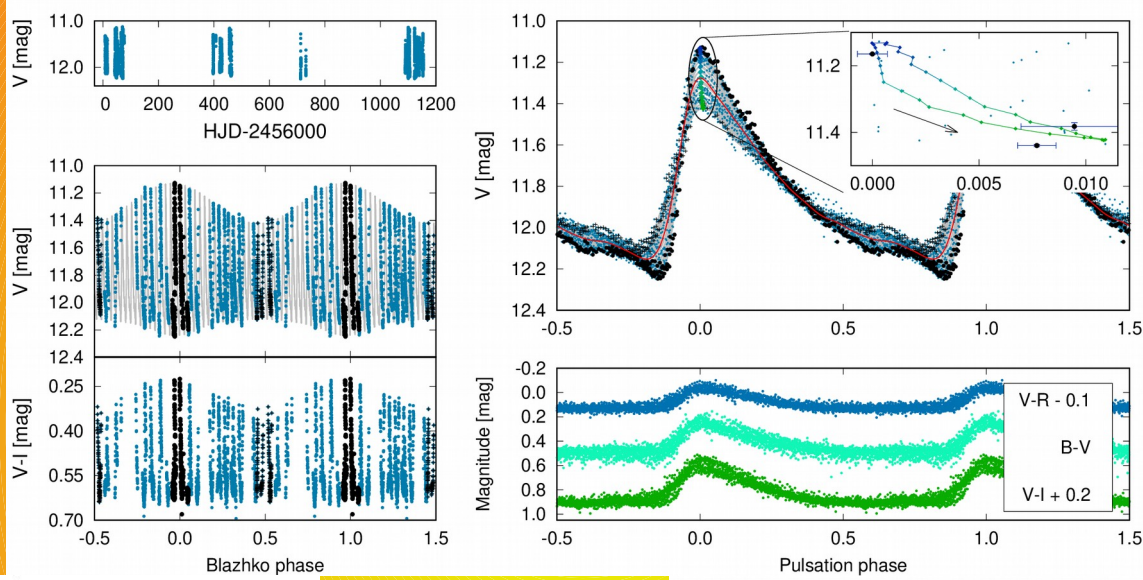 V [mag]
11.0
12.0
0 200 400 600 800 1000 1200
HJD-2456000
V [mag]
11.0
11.2
11.4
11.6
11.8
12.0
12.2
12.4
V-I [mag]
0.25
0.40
0.55
0.70
-0.5 0.0 0.5 1.0 1.5
Blazhko phase
V [mag]
11.0
11.2
11.4
11.6
11.8
12.0
12.2
12.4
-0.5 0.0 0.5 1.0 1.5
11.2
11.4
0.000 0.005 0.010
Magnitude [mag]
-0.2
0.0
0.2
0.4
0.6
0.8
1.0
V-R - 0.1
B-V
V-I + 0.2
-0.5 0.0 0.5 1.0 1.5
Pulsation phase